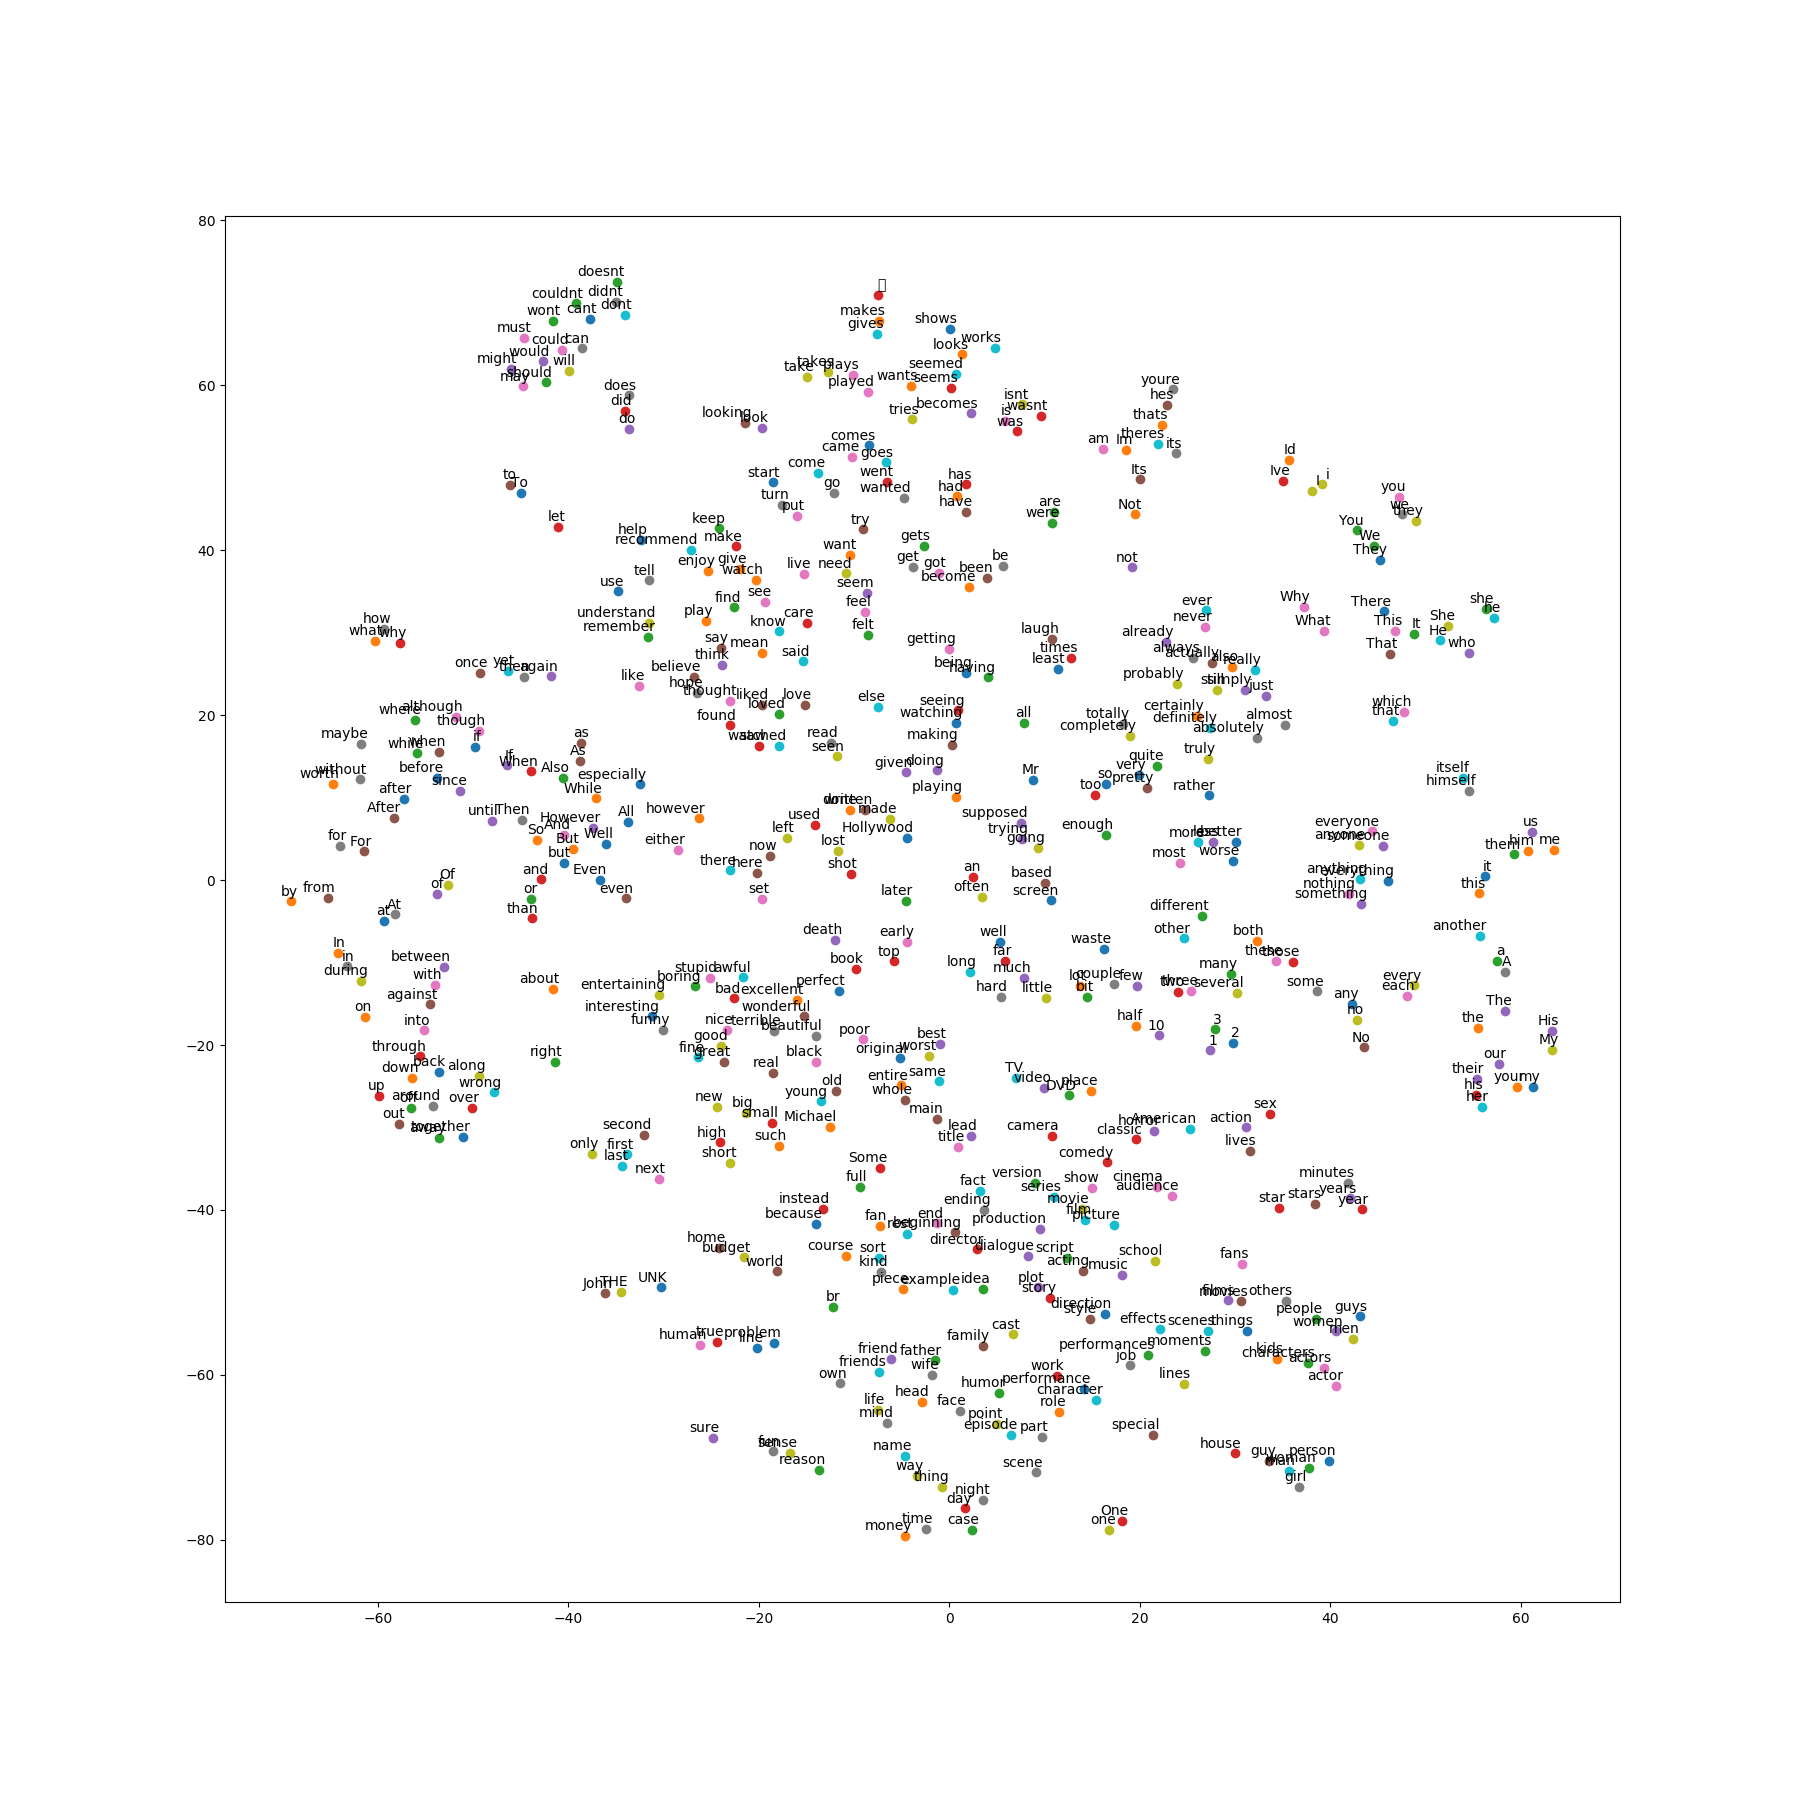 80
doesnt
couldnt didnt
wont cant dont
must could can
might would will
may should
makes
gives
shows
looks works
takes
take plays
played
seemed
wants seems
tries becomes
isnt
is wasnt
was
60
does
did
do
looking look
youre
hes
thats
theres its
am Im
Its
Not
comes
came goes
come went
start go wanted
turn put
has
had
have
are
were
Id
Ive I i
you
we they
You
We
They
to To
let
keep
help
recommend make
try
want gets
get got
be
been
become
not
40
enjoy give
watch
tell
use
live need
seem
feel
felt
find see
play care
know
understand
remember
say mean
think said
believe
hope
thought
like
liked love
loved
found
how
what why
once yet then again
where although
though
while when if
maybe
as
As
If When
Also
especially
While
getting
being having
laugh
times
least
else
seeing
watching
making
all
ever
never
already
always
actually also really
probably still simply just
certainly
definitely almost
absolutely
totally
completely
truly
quite
very
so pretty
too
rather
Why
What
There
This It
That
She
He
she he
who
which
that
20
watched
read
seen
given doing
playing
Mr
without
worth
before
since
after
After
until Then
So And However
But Well
but
All
however
either
used
written
made
left
Hollywood
lost
shot
supposed
trying going
enough
itself
himself
more less better
most worse
everyone
anyone someone
anything everything
nothing
something
us
them him me
it
this
for For
0
by from
of Of
at At
and
or
than
Even
even
now
there here
set
an
often
later
based
screen
different
other
both
these those
another
In
in
during
on
between
with
against
into
through
about
death
book
early
top
well
far
long much
hard little
waste
lot couple few
bit
three
two several
many
some
every
each
any
no
No
a
A
The
the
His
My
stupid awful
boring
entertaining
bad excellent
interesting
funny
perfect
wonderful
nice terrible
beautiful
good
fine great
poor
black
half
10
3
1 2
−20
back
down
up
along
wrong
around
off over
out
away together
right
real
original
best
worst
entire same
whole
old
young
new
big
small
Michael
main
TV
video
DVD place
our
their
his her
your my
second
only first
last
next
high
short
such
Some
full
lead
title
camera
classic horror American
action
sex
lives
comedy
instead
because
fact
ending
version
series
show
movie
film
picture
cinema
audience
minutes
years
year
star stars
−40
fan
rest
end
beginning
director
production
dialogue script
acting
music
school
fans
home
budget
world
course
sort
kind
piece example idea
plot
story
direction
style
John THE UNK
br
films
movies others
people
women guys
men
effects scenes things
human true problem
line
cast
family
performances moments
job
kids
characters
actors
actor
friend father
friends wife
own
−60
work
performance
character
humor
role
lines
life head face
mind
point
episode part
special
sure
fun
sense
reason
name
way
thing
scene
house
guy
man woman person
girl
night
day
money time case
one One
−80
−60 −40 −20 0 20 40 60